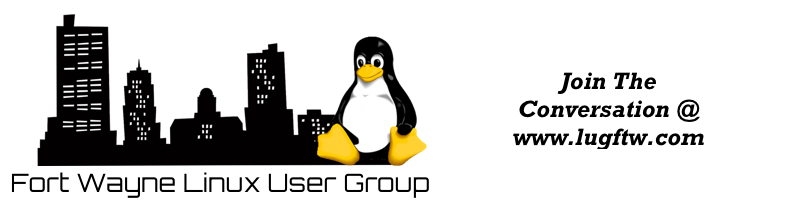 Join The
Conversation @
www.lugftw.com
Fort Wayne Linux User Group